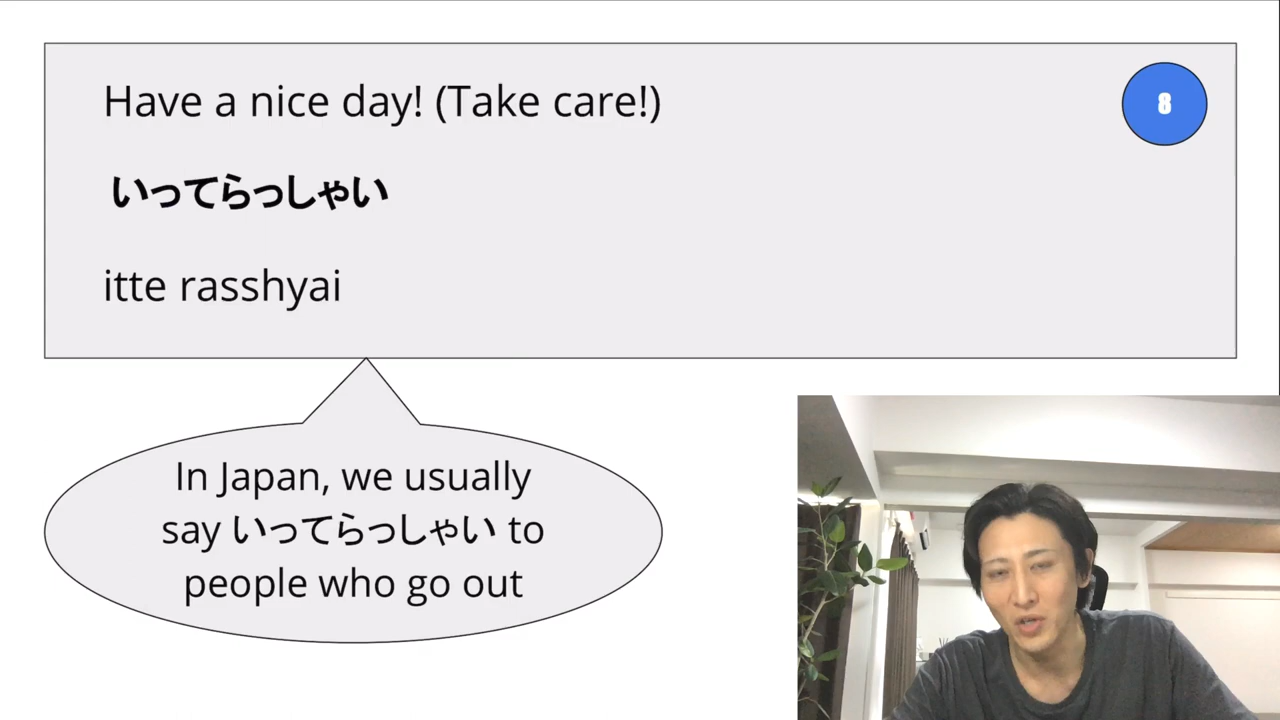 Have a nice day! (Take care!)
8
いってらっしゃい
itte rasshyai
In Japan, we usually
say いってらっしゃい to
people who go out